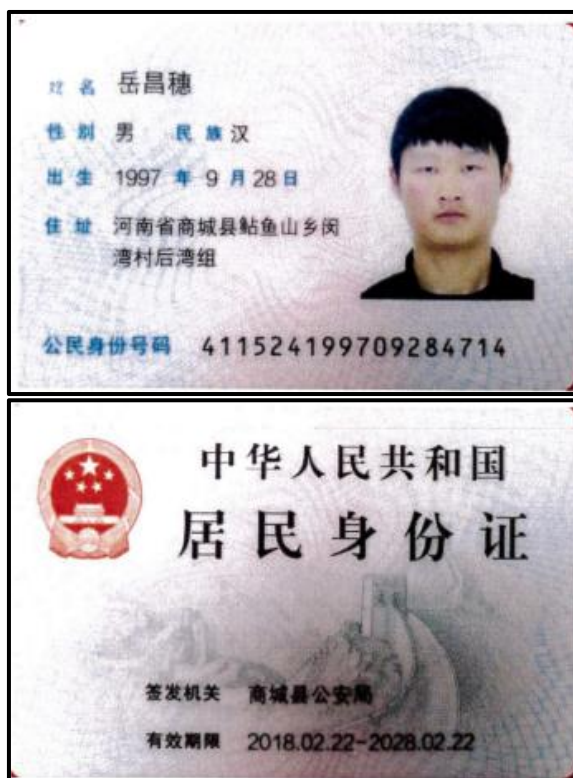 姓名 岳昌穗
性别 男 民族 汉
出生 1997 年 9 月 28 日
住址 河南省商城县鲇鱼山乡闵
湾村后湾组
公民身份号码 411524199709284714
中华人民共和国
居民身份证
签发机关 商城县公安局
有效期限 2018.02.22-2028.02.22